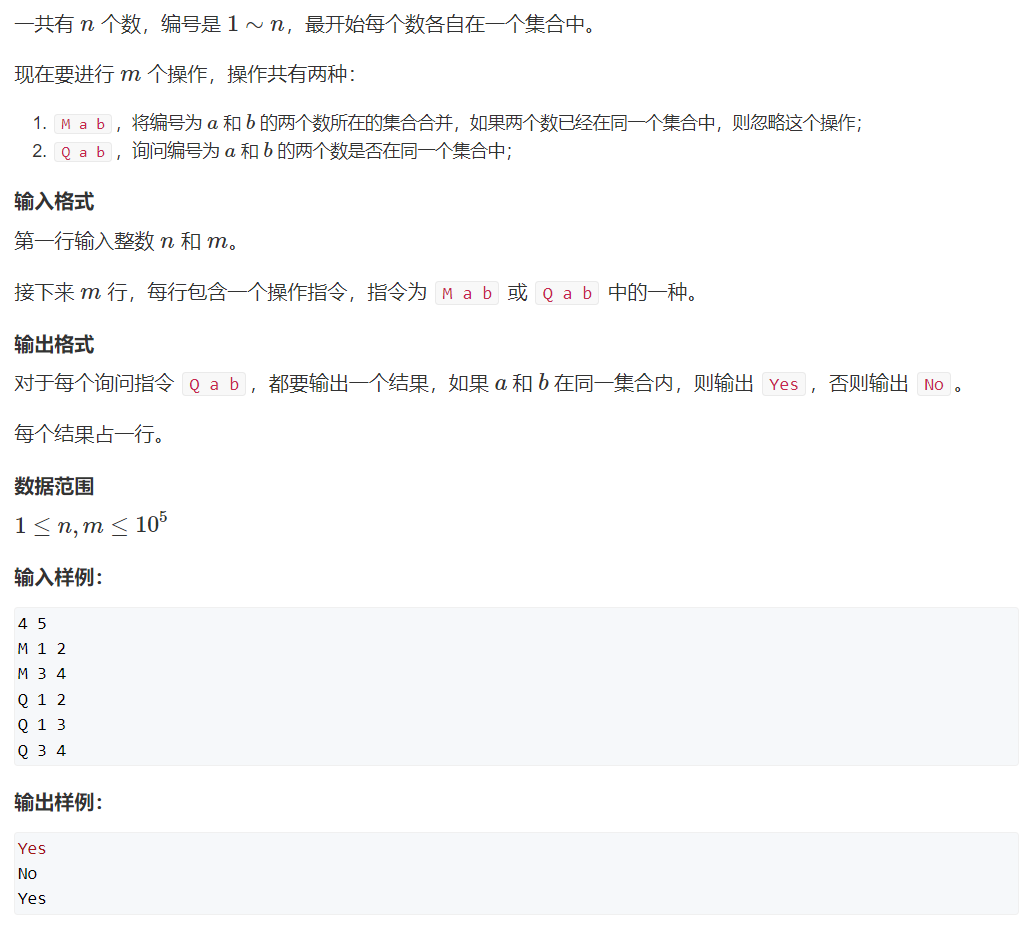 一共有 n 个数，编号是 1 ∼ n，最开始每个数各自在一个集合中。
现在要进行 m 个操作，操作共有两种：
1. M a b，将编号为 a 和 b 的两个数所在的集合合并，如果两个数已经在同一个集合中，则忽略这个操作；
2. Q a b，询问编号为 a 和 b 的两个数是否在同一个集合中；
输入格式
第一行输入整数 n 和 m。
接下来 m 行，每行包含一个操作指令，指令为 M a b 或 Q a b 中的一种。
输出格式
对于每个询问指令 Q a b，都要输出一个结果，如果 a 和 b 在同一集合内，则输出 Yes，否则输出 No。
每个结果占一行。
数据范围
1 ≤ n, m ≤ 10⁵
输入样例：
4 5
M 1 2
M 3 4
Q 1 2
Q 1 3
Q 3 4
输出样例：
Yes
No
Yes